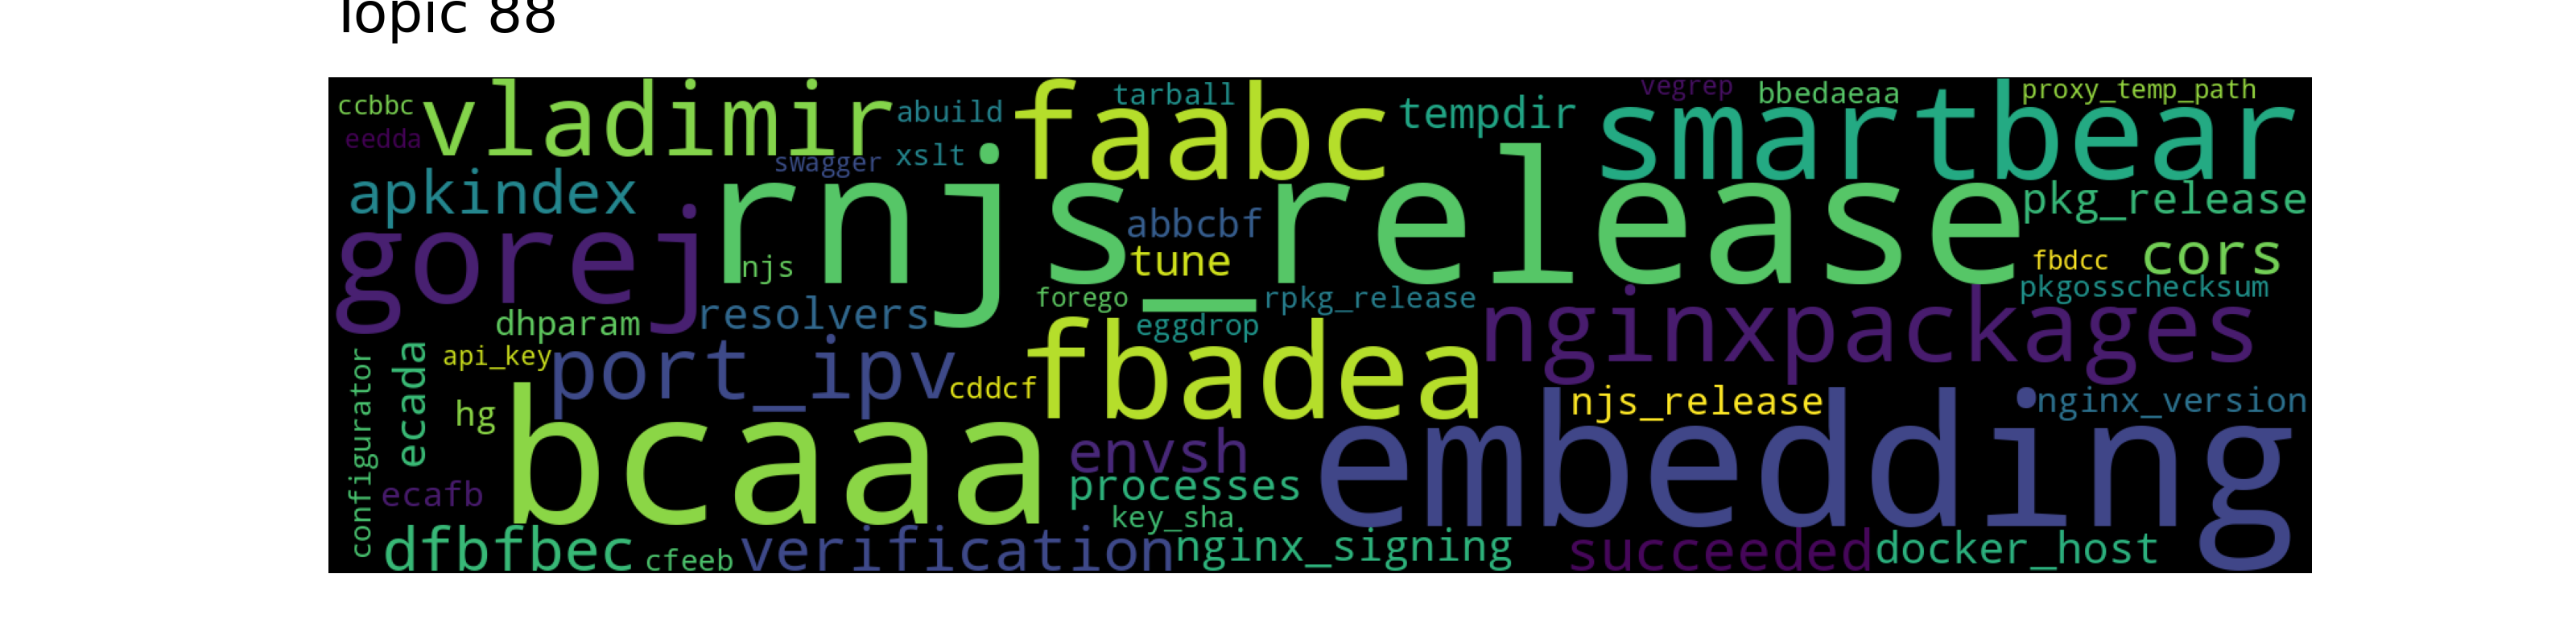 Topic 88
ccbbc
vladimir
abuild
faabc
tarball
tempdir
vegrep
bbedaeaa
proxy_temp_path
smartbear
eedda
swagger
xslt
apkindex
rnjs_release
abbcbf
pkg_release
gorej
njs
tune
fbdcc
cors
forego
rpkg_release
pkgosschecksum
dhparam
resolvers
eggdrop
nginxpackages
configurator
ecada
api_key
port_ipv
cddcf
fbadea
njs_release
nginx_version
hg
bcaaa
envsh
embedding
ecafb
processes
key_sha
dfbfbec
cfeeb
verification
nginx_signing
succeeded
docker_host